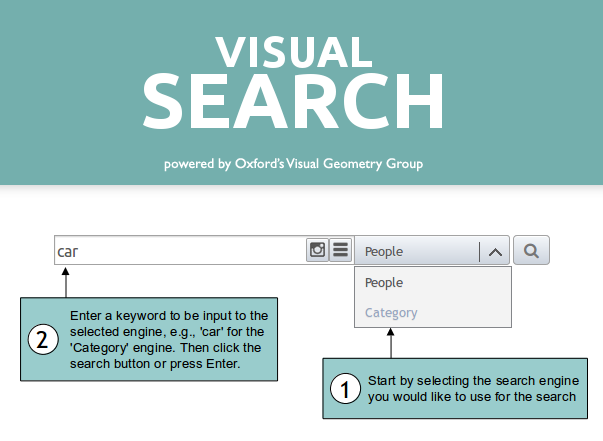 VISUAL
SEARCH
powered by Oxford's Visual Geometry Group
car
People
People
Category
2
Enter a keyword to be input to the
selected engine, e.g., 'car' for the
'Category' engine. Then click the
search button or press Enter.
1
Start by selecting the search engine
you would like to use for the search